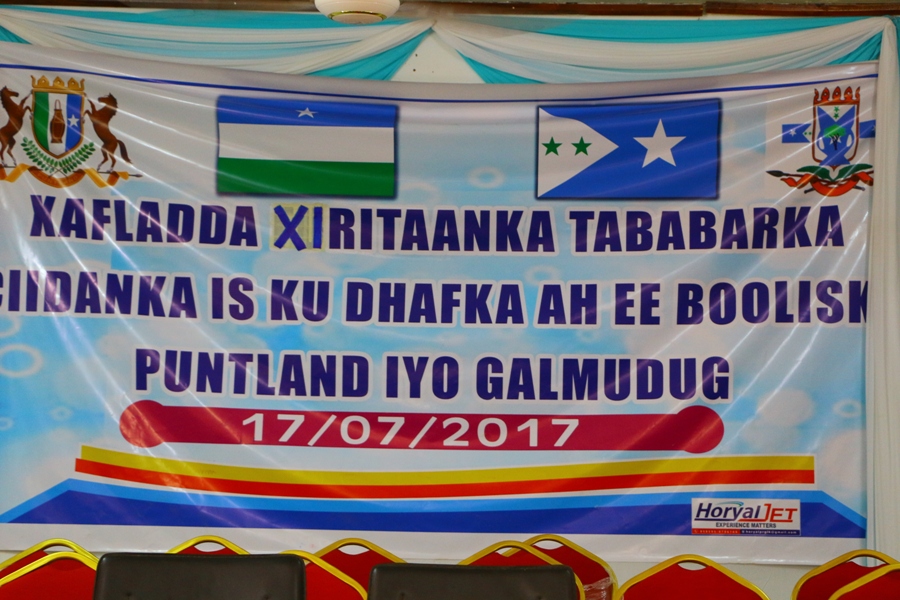 XAFLADDA XIRITAANKA TABABARKA
CIIDANKA IS KU DHAFKA AH EE BOOLISK
PUNTLAND IYO GALMUDUG
17/07/2017
HoryalJET
EXPERIENCE MATTERS